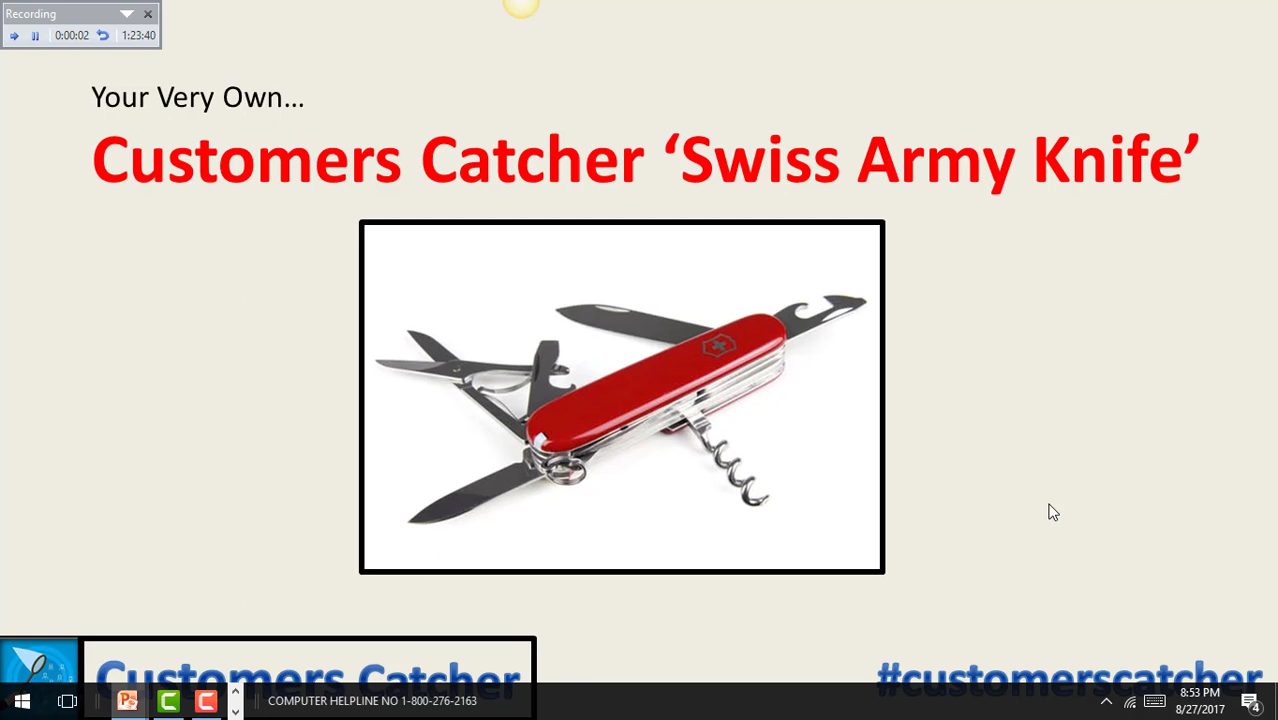 Recording
0:00:02 1:23:40
Your Very Own...
Customers Catcher ‘Swiss Army Knife’
Customers Catcher
#customerscatcher
COMPUTER HELPLINE NO 1-800-276-2163
8:53 PM
8/27/2017
4